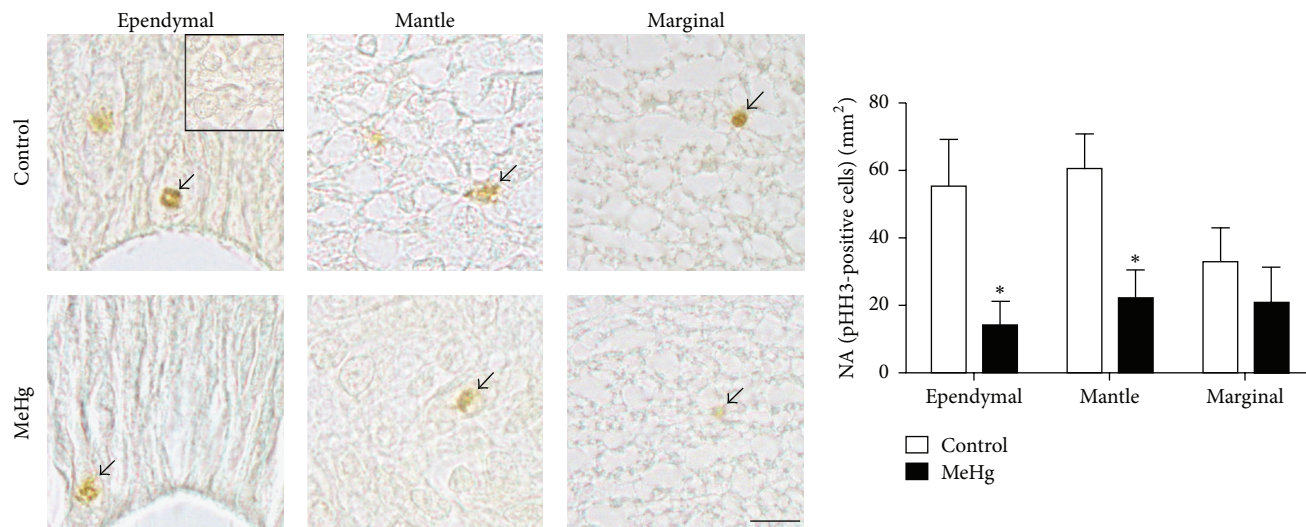 Ependymal
Mantle
Marginal
Control
MeHg
NA (pHH3-positive cells) (mm²)
80
60
40
20
0
*
*
Ependymal
Mantle
Marginal
Control
MeHg